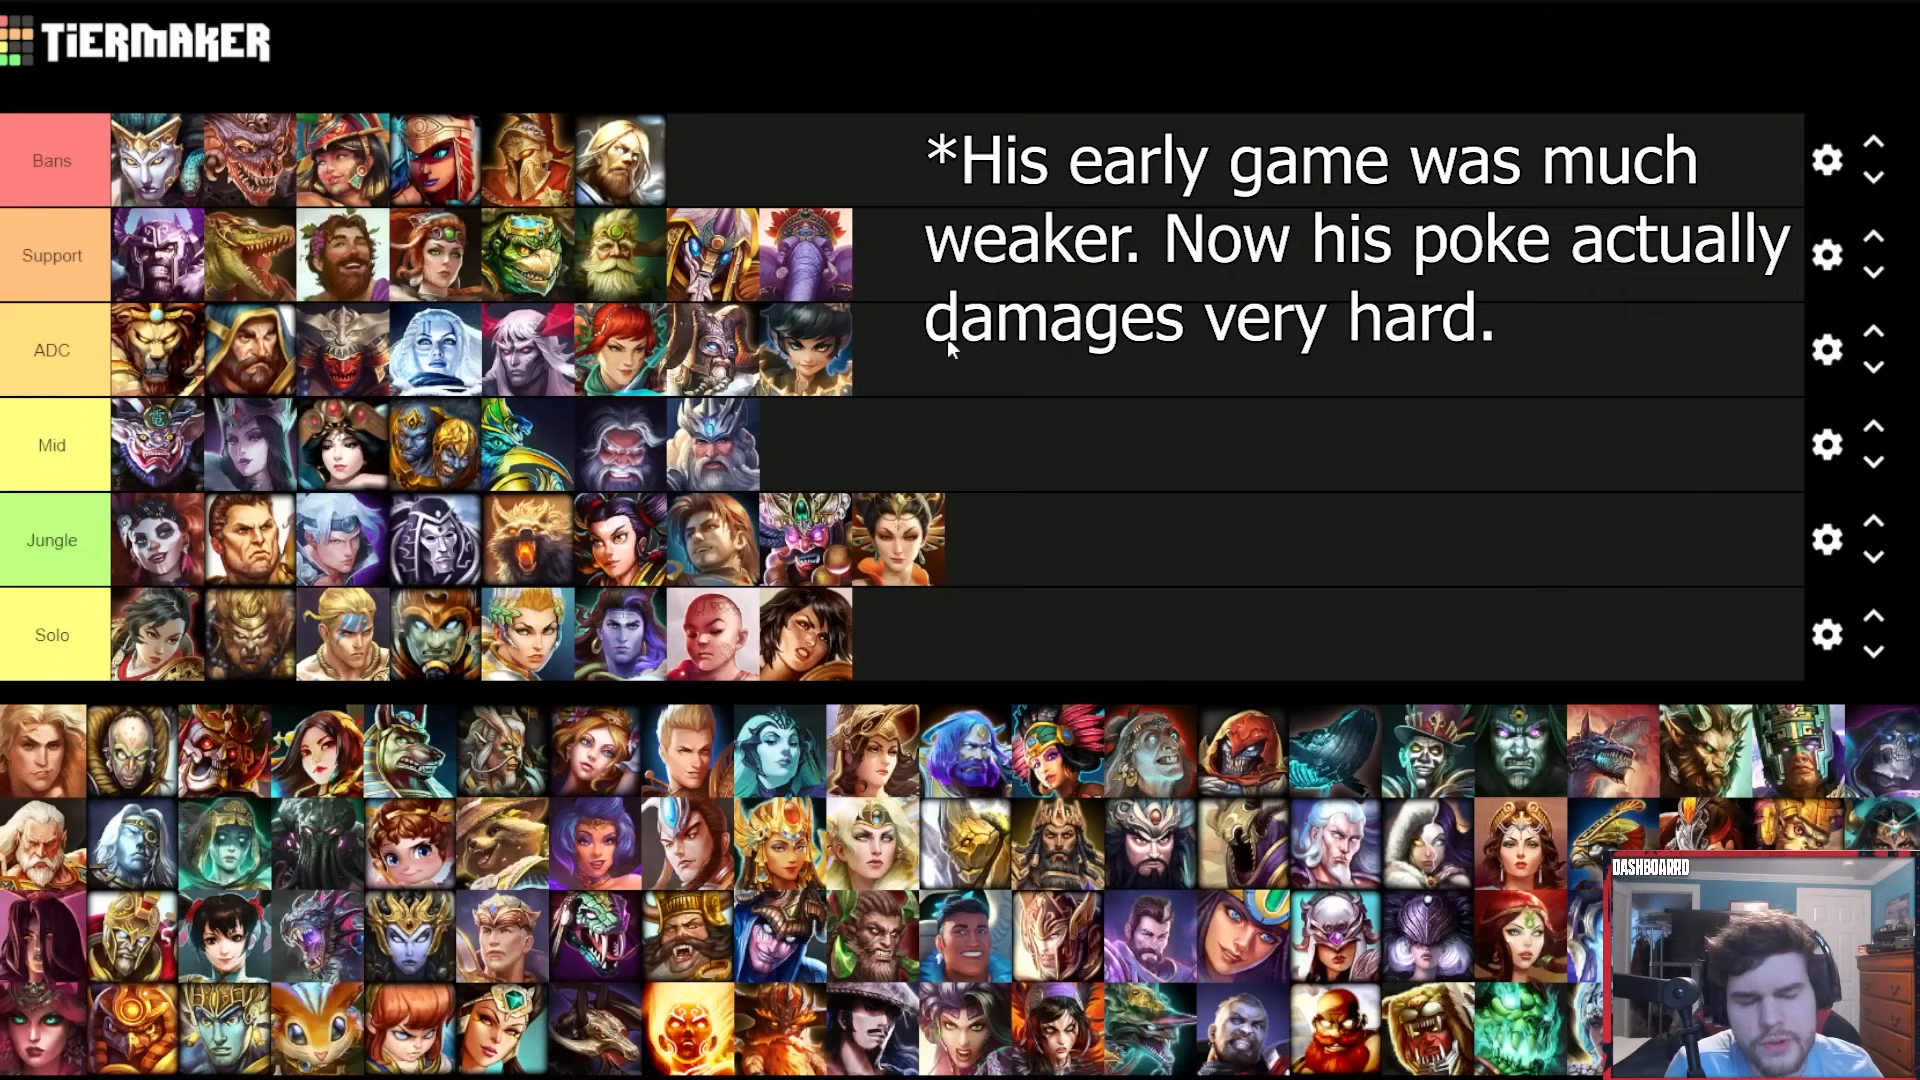 TiERMAKER
Bans
*His early game was much
weaker. Now his poke actually
damages very hard.
Support
ADC
Mid
Jungle
Solo
DASHBOARRD